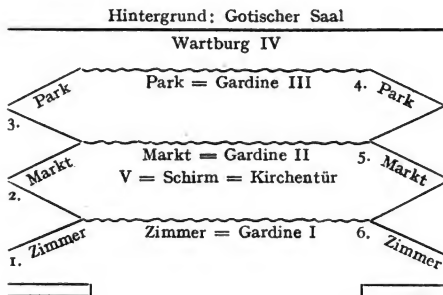 Hintergrund: Gotischer Saal
Wartburg IV
Park Park = Gardine III 4. Park
3.
Markt Markt = Gardine II 5. Markt
V = Schirm = Kirchentür
2.
1. Zimmer Zimmer = Gardine I 6. Zimmer